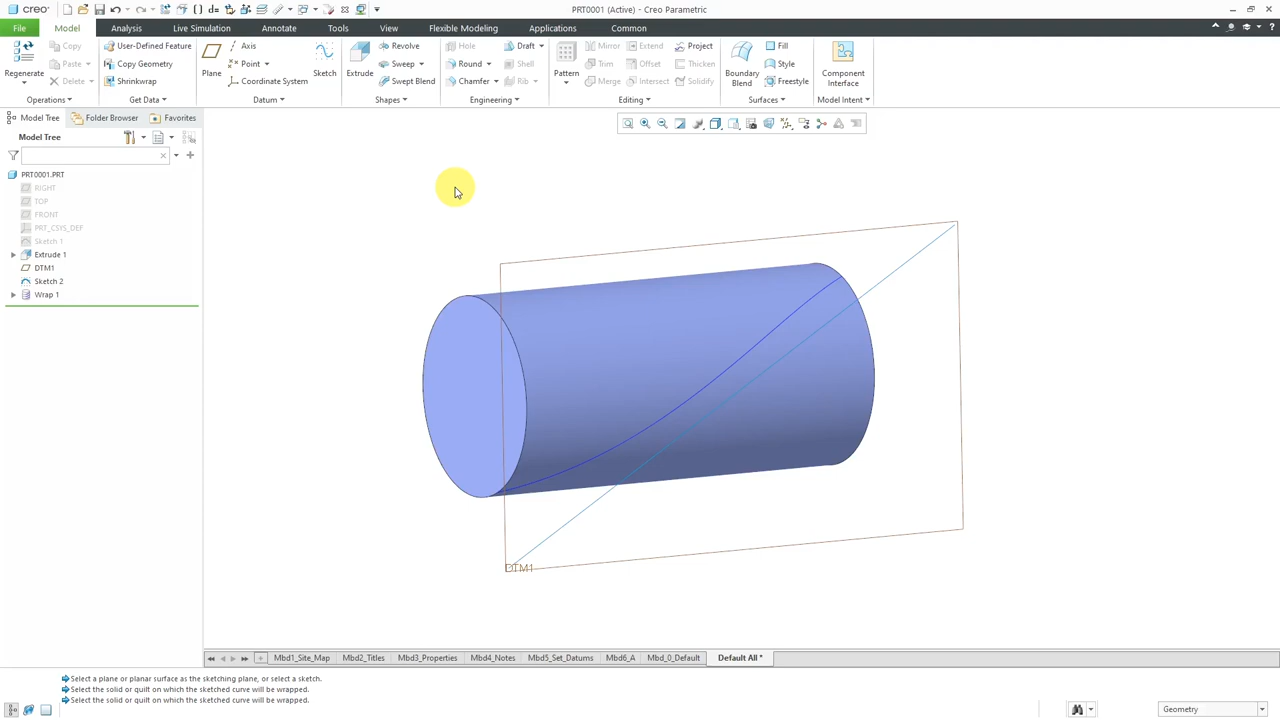 creo
PRT0001 (Active) - Creo Parametric
File
Model
Analysis
Live Simulation
Annotate
Tools
View
Flexible Modeling
Applications
Common
Regenerate
Copy
Paste
Delete
Operations
User-Defined Feature
Copy Geometry
Shrinkwrap
Get Data
Plane
Axis
Point
Coordinate System
Sketch
Datum
Extrude
Revolve
Sweep
Swept Blend
Shapes
Hole
Round
Chamfer
Draft
Shell
Rib
Engineering
Pattern
Mirror
Trim
Merge
Extend
Offset
Intersect
Project
Thicken
Solidify
Editing
Boundary
Blend
Fill
Style
Freestyle
Surfaces
Component
Interface
Model Intent
Model Tree
Folder Browser
Favorites
Model Tree
PRT0001.PRT
RIGHT
TOP
FRONT
PRT_CSYS_DEF
Sketch 1
Extrude 1
DTM1
Sketch 2
Wrap 1
DTM1
Mbd1_Site_Map
Mbd2_Titles
Mbd3_Properties
Mbd4_Notes
Mbd5_Set_Datums
Mbd6_A
Mbd_0_Default
Default All *
Select a plane or planar surface as the sketching plane, or select a sketch.
Select the solid or quilt on which the sketched curve will be wrapped.
Select the solid or quilt on which the sketched curve will be wrapped.
Geometry